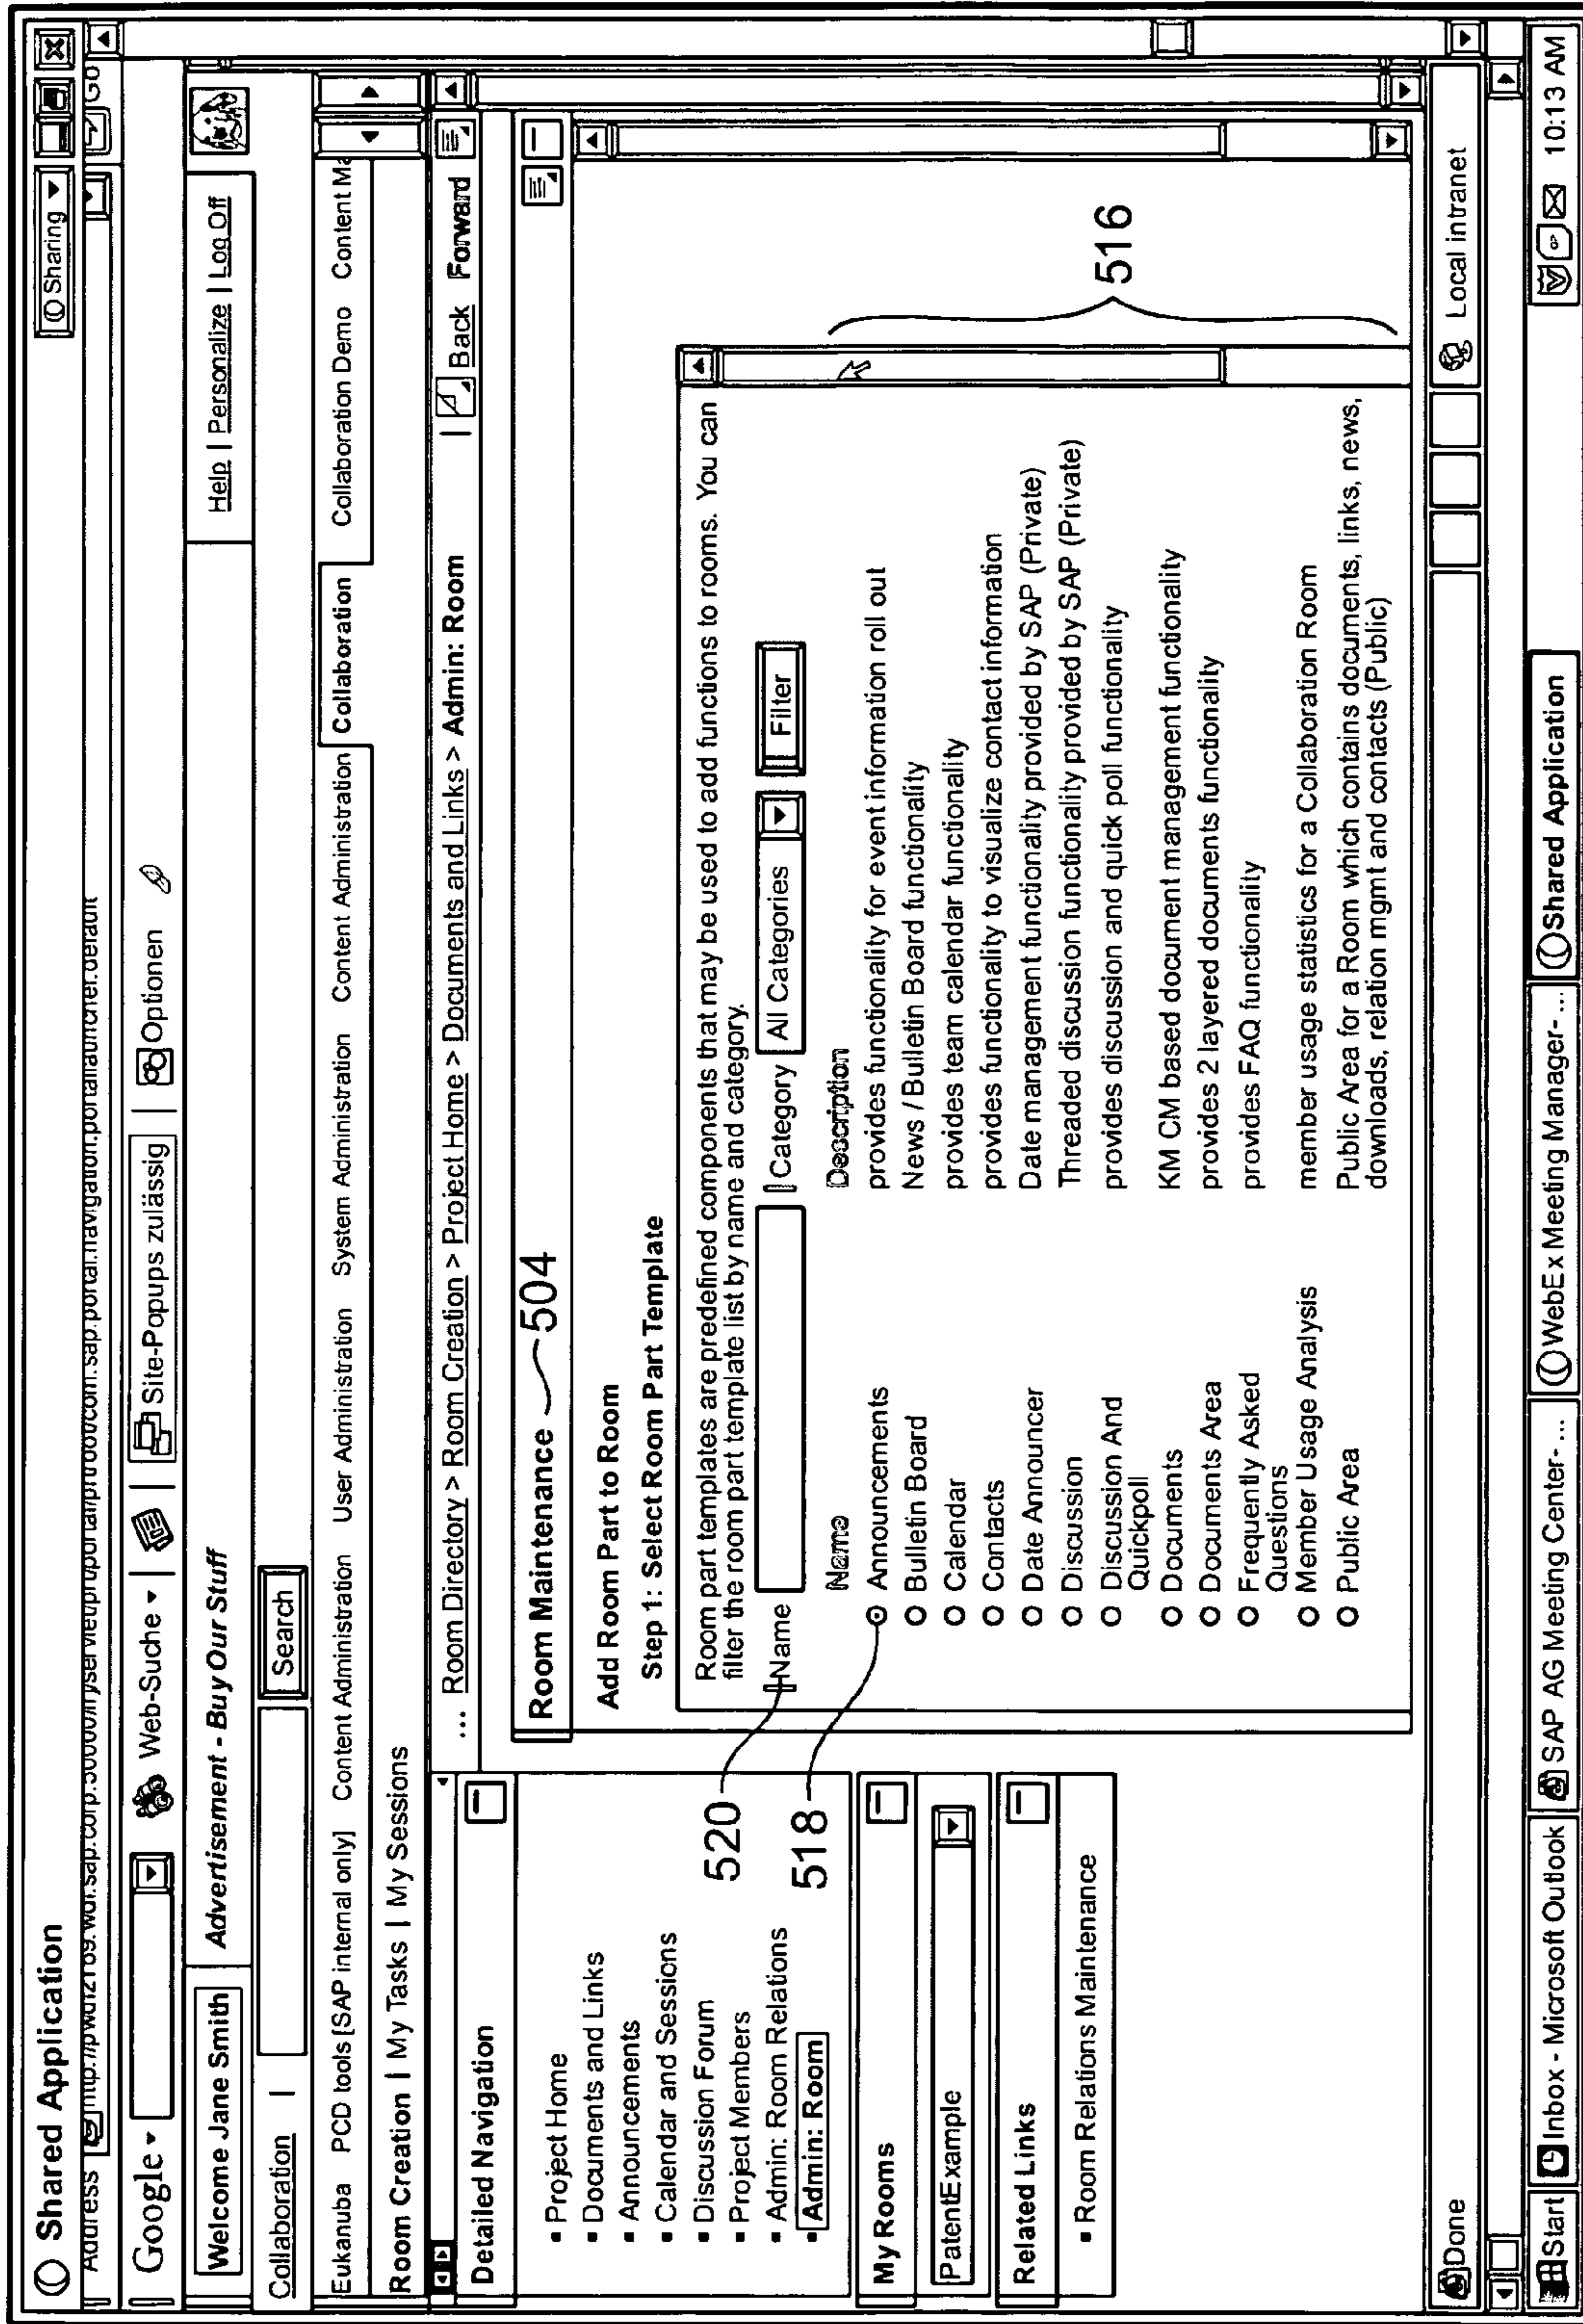 Shared Application
Sharing
Address
Go
Google
Web-Suche
Site-Popups zulässig
Optionen
Welcome Jane Smith
Advertisement - Buy Our Stuff
Help | Personalize | Log Off
Collaboration |
Search
Eukanuba PCD tools [SAP internal only] Content Administration User Administration System Administration Content Administration Collaboration Collaboration Demo Content Ma
Room Creation | My Tasks | My Sessions
... Room Directory > Room Creation > Project Home > Documents and Links > Admin: Room
| Back Forward
Detailed Navigation
▪ Project Home
▪ Documents and Links
▪ Announcements
▪ Calendar and Sessions
▪ Discussion Forum
▪ Project Members
▪ Admin: Room Relations
▪ Admin: Room
My Rooms
PatentExample
Related Links
▪ Room Relations Maintenance
520
518
Room Maintenance
504
Add Room Part to Room
Step 1: Select Room Part Template
Room part templates are predefined components that may be used to add functions to rooms. You can
filter the room part template list by name and category.
Name
Category All Categories
Filter
Name Description
Announcements provides functionality for event information roll out
Bulletin Board News / Bulletin Board functionality
Calendar provides team calendar functionality
Contacts provides functionality to visualize contact information
Date Announcer Date management functionality provided by SAP (Private)
Discussion Threaded discussion functionality provided by SAP (Private)
Discussion And provides discussion and quick poll functionality
Quickpoll
Documents KM CM based document management functionality
Documents Area provides 2 layered documents functionality
Frequently Asked provides FAQ functionality
Questions
Member Usage Analysis member usage statistics for a Collaboration Room
Public Area Public Area for a Room which contains documents, links, news,
downloads, relation mgmt and contacts (Public)
516
Done
Local intranet
Start
Inbox - Microsoft Outlook
SAP AG Meeting Center- ...
WebEx Meeting Manager- ...
Shared Application
10:13 AM